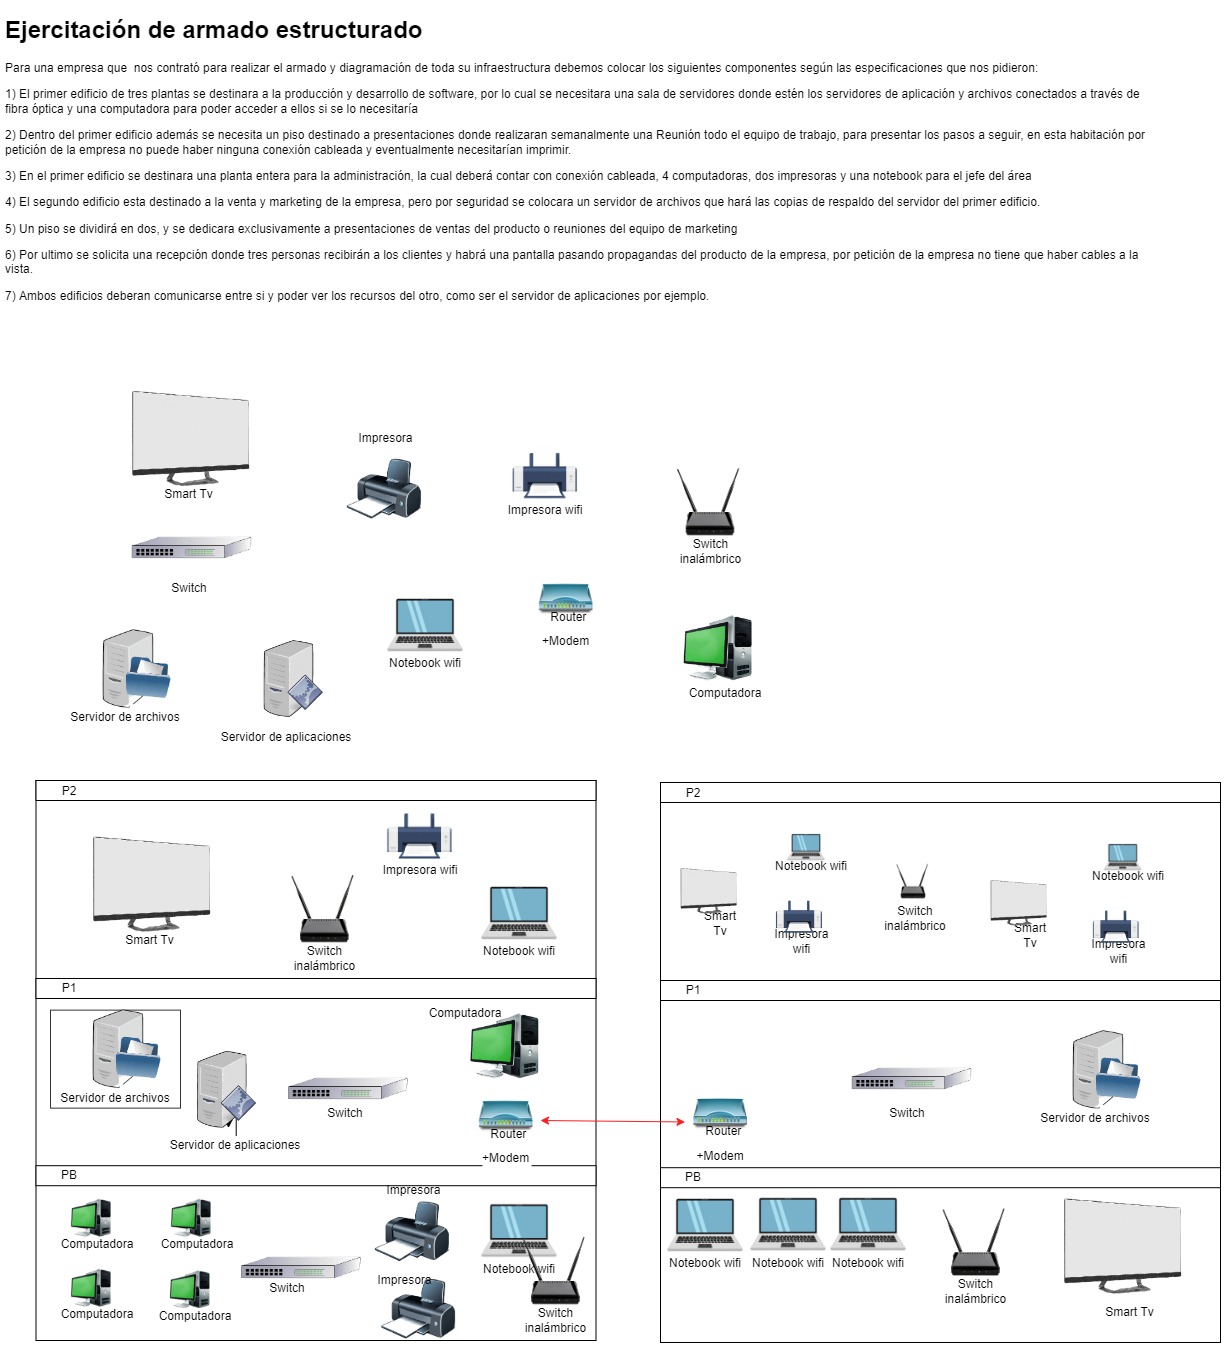 Ejercitación de armado estructurado
Para una empresa que  nos contrató para realizar el armado y diagramación de toda su infraestructura debemos colocar los siguientes componentes según las especificaciones que nos pidieron:
1) El primer edificio de tres plantas se destinara a la producción y desarrollo de software, por lo cual se necesitara una sala de servidores donde estén los servidores de aplicación y archivos conectados a través de
fibra óptica y una computadora para poder acceder a ellos si se lo necesitaría
2) Dentro del primer edificio además se necesita un piso destinado a presentaciones donde realizaran semanalmente una Reunión todo el equipo de trabajo, para presentar los pasos a seguir, en esta habitación por
petición de la empresa no puede haber ninguna conexión cableada y eventualmente necesitarían imprimir.
3) En el primer edificio se destinara una planta entera para la administración, la cual deberá contar con conexión cableada, 4 computadoras, dos impresoras y una notebook para el jefe del área
4) El segundo edificio esta destinado a la venta y marketing de la empresa, pero por seguridad se colocara un servidor de archivos que hará las copias de respaldo del servidor del primer edificio.
5) Un piso se dividirá en dos, y se dedicara exclusivamente a presentaciones de ventas del producto o reuniones del equipo de marketing
6) Por ultimo se solicita una recepción donde tres personas recibirán a los clientes y habrá una pantalla pasando propagandas del producto de la empresa, por petición de la empresa no tiene que haber cables a la
vista.
7) Ambos edificios deberan comunicarse entre si y poder ver los recursos del otro, como ser el servidor de aplicaciones por ejemplo.
Smart Tv
Impresora
Impresora wifi
Switch
inalámbrico
Switch
Notebook wifi
Router
+Modem
Computadora
Servidor de archivos
Servidor de aplicaciones
P2
Smart Tv
Impresora wifi
Switch
inalámbrico
Notebook wifi
P1
Servidor de archivos
Servidor de aplicaciones
Switch
Computadora
Router
+Modem
PB
Computadora
Computadora
Computadora
Computadora
Switch
Impresora
Impresora
Notebook wifi
Switch
inalámbrico
P2
Smart
Tv
Notebook wifi
Impresora
wifi
Switch
inalámbrico
Smart
Tv
Notebook wifi
Impresora
wifi
P1
Router
+Modem
Switch
Servidor de archivos
PB
Notebook wifi
Notebook wifi
Notebook wifi
Switch
inalámbrico
Smart Tv